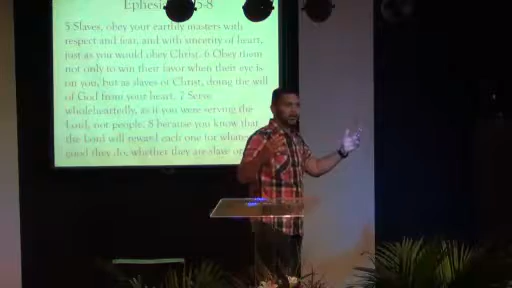 Ephesi 5-8
5 Slaves, obey your earthly masters with
respect and fear, and with sincerity of heart,
just as you would obey Christ. 6 Obey them
not only to win their favor when their eye is
on you, but as slaves of Christ, doing the will
of God from your heart. 7 Serve
wholeheartedly, as if you were serving the
Lord, not people, 8 because you know that
the Lord will reward each one for whate
good they do, whether they are slave or